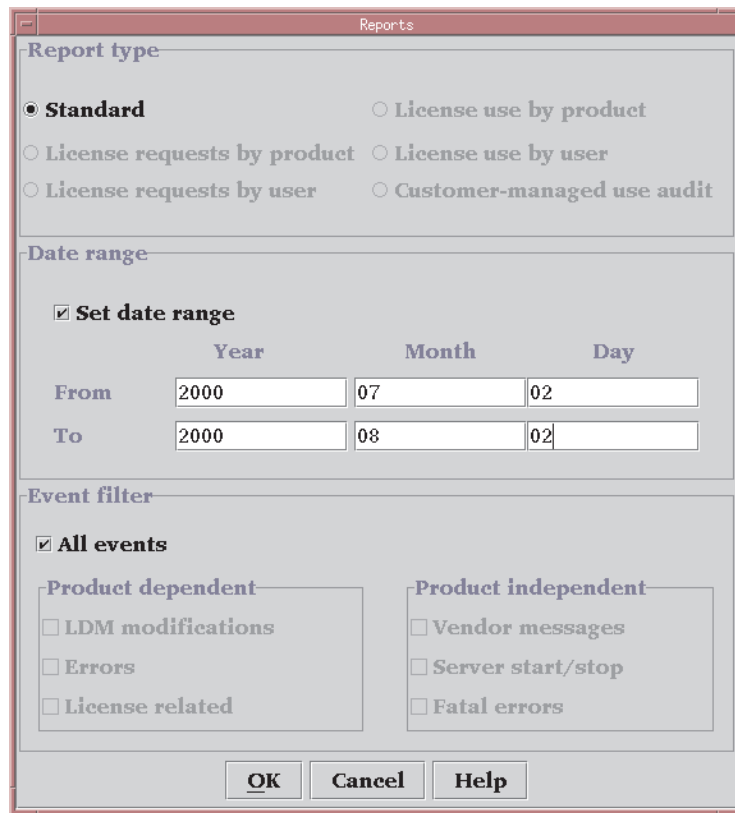 Reports
Report type
Standard
License use by product
License requests by product
License use by user
License requests by user
Customer-managed use audit
Date range
Set date range
Year Month Day
From 2000 07 02
To 2000 08 02
Event filter
All events
Product dependent
LDM modifications
Errors
License related
Product independent
Vendor messages
Server start/stop
Fatal errors
OK Cancel Help